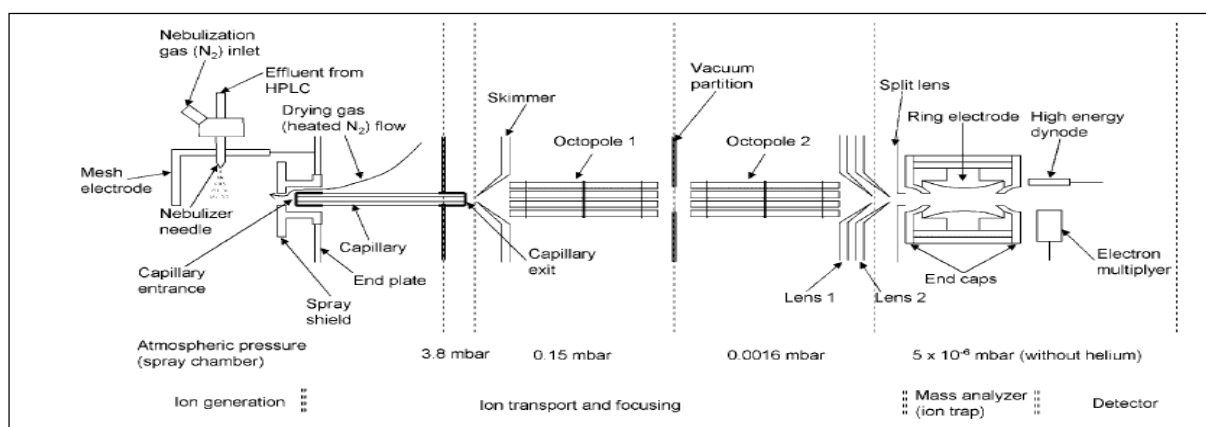 Nebulization
gas (N2) inlet
Effluent from
HPLC
Drying gas
(heated N2) flow
Mesh
electrode
Nebulizer
needle
Capillary
entrance
Spray
shield
End plate
Capillary
Capillary
exit
Skimmer
Octopole 1
Vacuum
partition
Octopole 2
Split lens
Ring electrode
High energy
dynode
Lens 1
Lens 2
End caps
Electron
multiplyer
Atmospheric pressure
(spray chamber)
3.8 mbar
0.15 mbar
0.0016 mbar
5 x 10-6 mbar (without helium)
Ion generation
Ion transport and focusing
Mass analyzer
(ion trap)
Detector